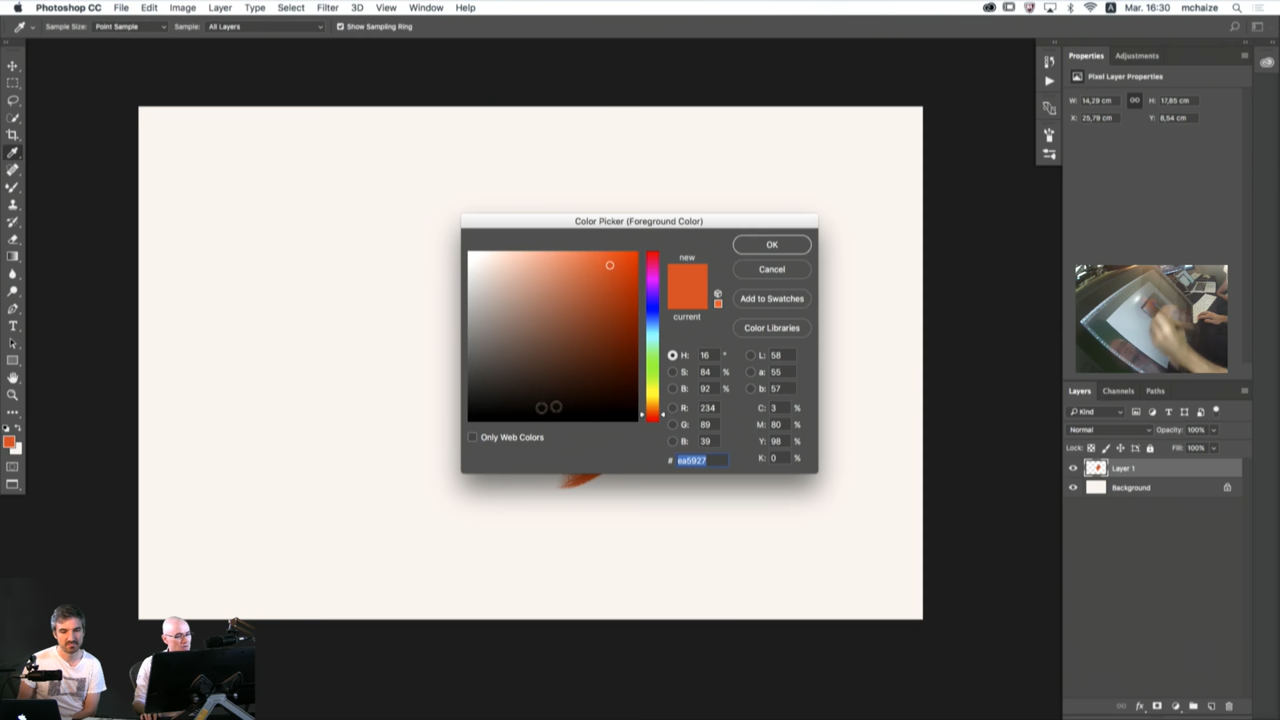 Photoshop CC File Edit Image Layer Type Select Filter 3D View Window Help Mar. 16:30 mchaize
Sample Size: Point Sample Sample: All Layers Show Sampling Ring
Properties Adjustments
Pixel Layer Properties
W: 14,29 cm H: 17,85 cm
X: 25,79 cm Y: 8,54 cm
Color Picker (Foreground Color)
new
current
OK
Cancel
Add to Swatches
Color Libraries
H: 16 ° L: 58
S: 84 % a: 55
B: 92 % b: 57
R: 234 C: 3 %
G: 89 M: 80 %
B: 39 Y: 98 %
# ea5927 K: 0 %
Only Web Colors
Layers Channels Paths
Kind
Normal Opacity: 100%
Lock: Fill: 100%
Layer 1
Background